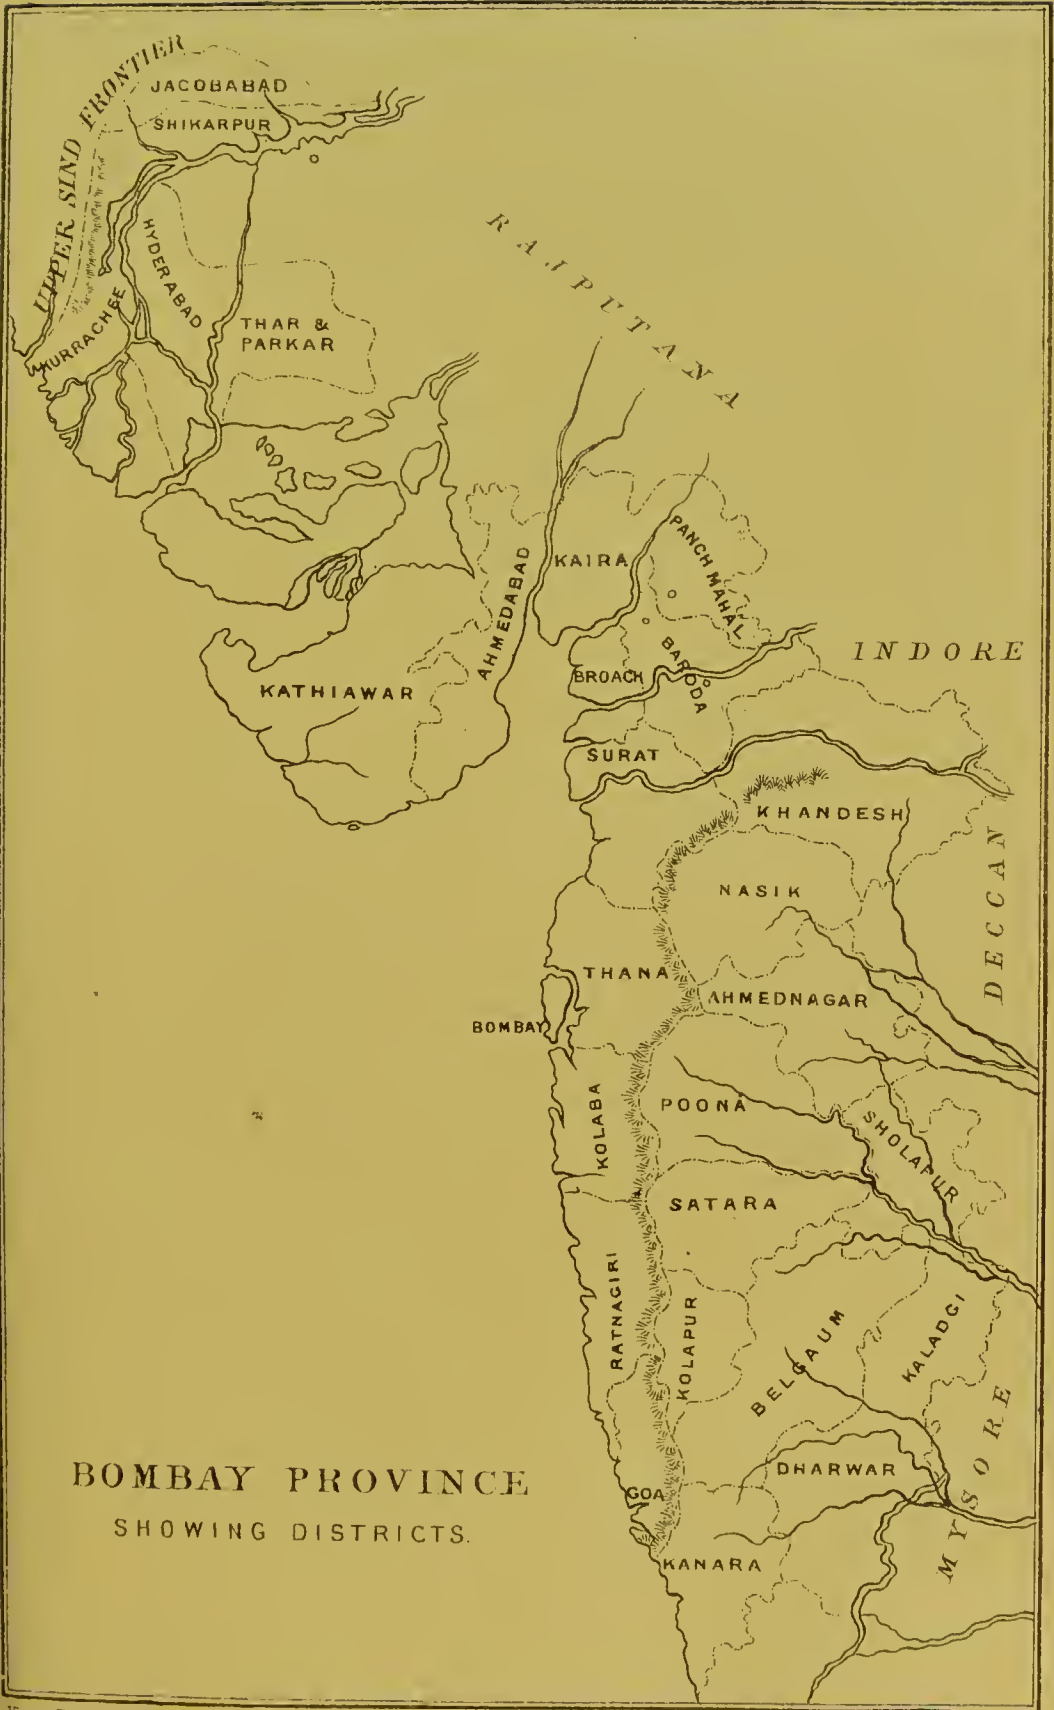 UPPER SIND FRONTIER
JACOBABAD
SHIKARPUR
HYDERABAD
KURRACHEE
THAR &
PARKAR
RAJPUTANA
AHMEDABAD
KAIRA
PANCH MAHAL
BROACH
BARODA
INDORE
KATHIAWAR
SURAT
KHANDESH
NASIK
DECCAN
THANA
AHMEDNAGAR
BOMBAY
KOLABA
POONA
SHOLAPUR
SATARA
RATNAGIRI
KOLAPUR
BELGAUM
KALADGI
MYSORE
DHARWAR
GOA
KANARA
BOMBAY PROVINCE
SHOWING DISTRICTS.